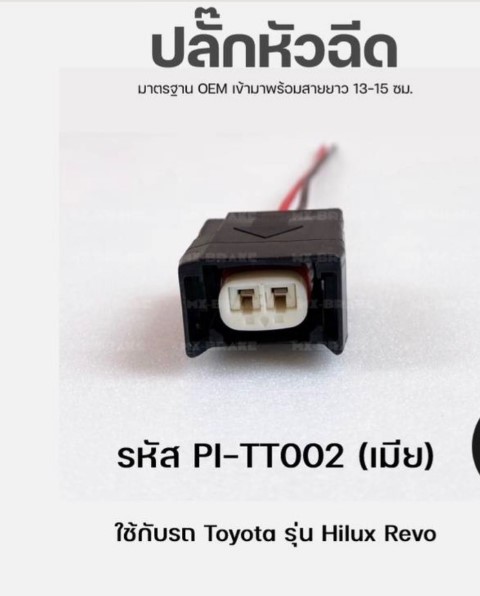 ปลั๊กหัวฉีด
มาตรฐาน OEM เข้ามาพร้อมสายยาว 13-15 ซม.
MX-BRAKE
รหัส PI-TT002 (เมีย)
ใช้กับรถ Toyota รุ่น Hilux Revo